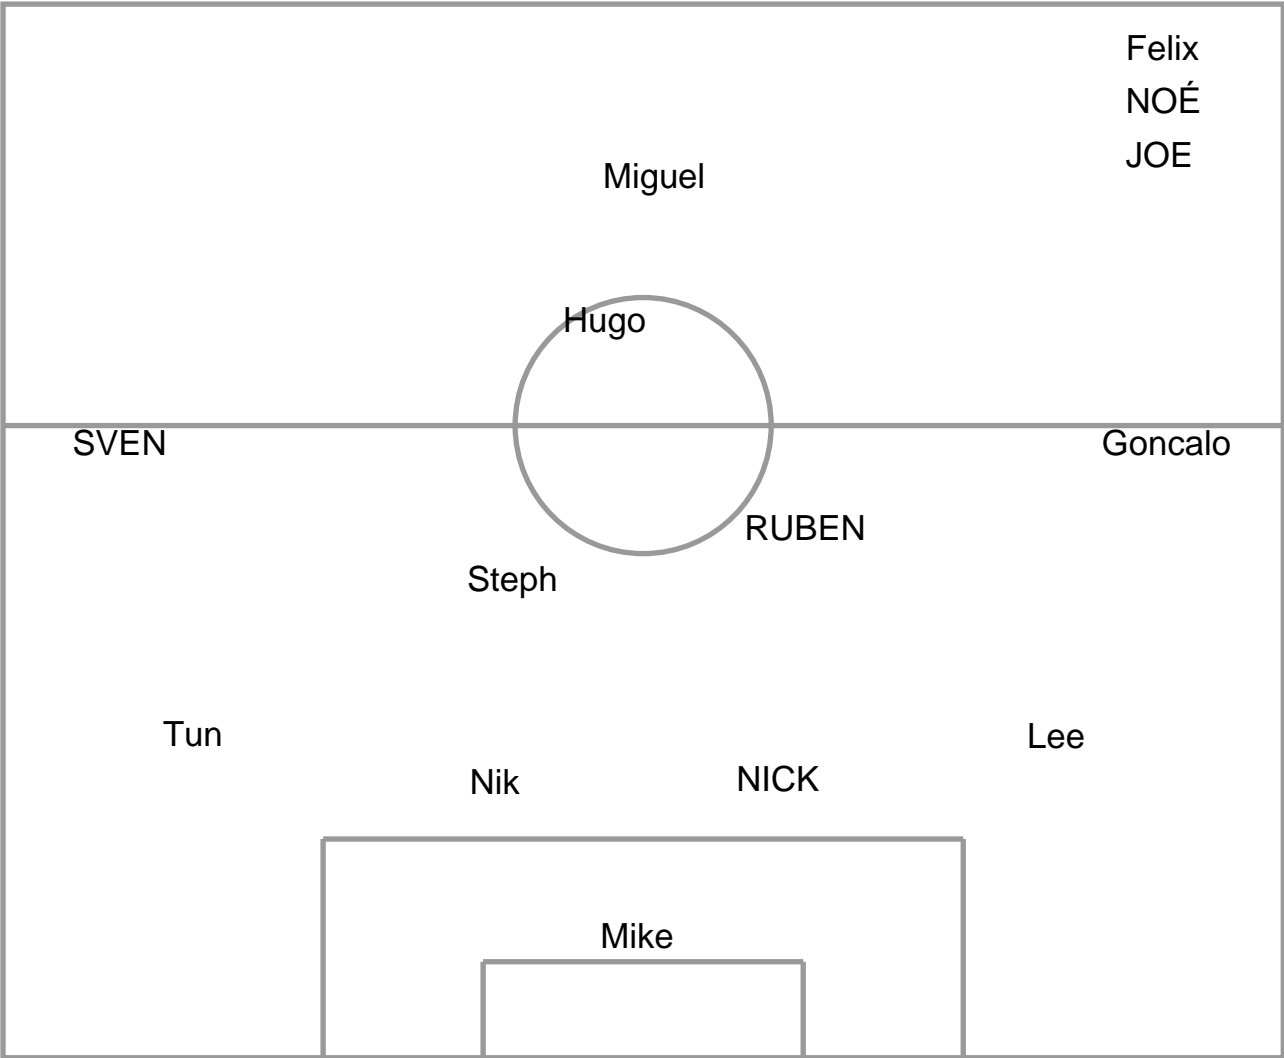 Felix
NOÉ
JOE
Miguel
Hugo
SVEN
Goncalo
RUBEN
Steph
Tun
Lee
Nik
NICK
Mike